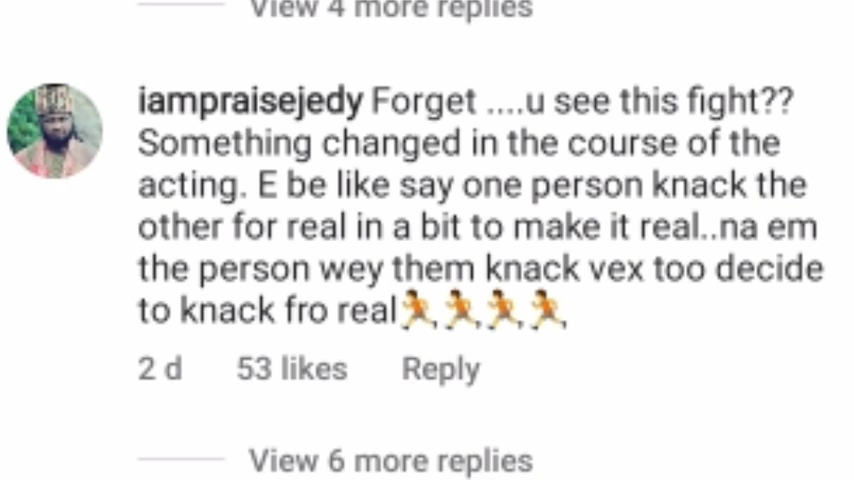 View 4 more replies
iampraisejedy Forget ....u see this fight??
Something changed in the course of the
acting. E be like say one person knack the
other for real in a bit to make it real..na em
the person wey them knack vex too decide
to knack fro real🏃🏃🏃🏃
2 d 53 likes Reply
View 6 more replies